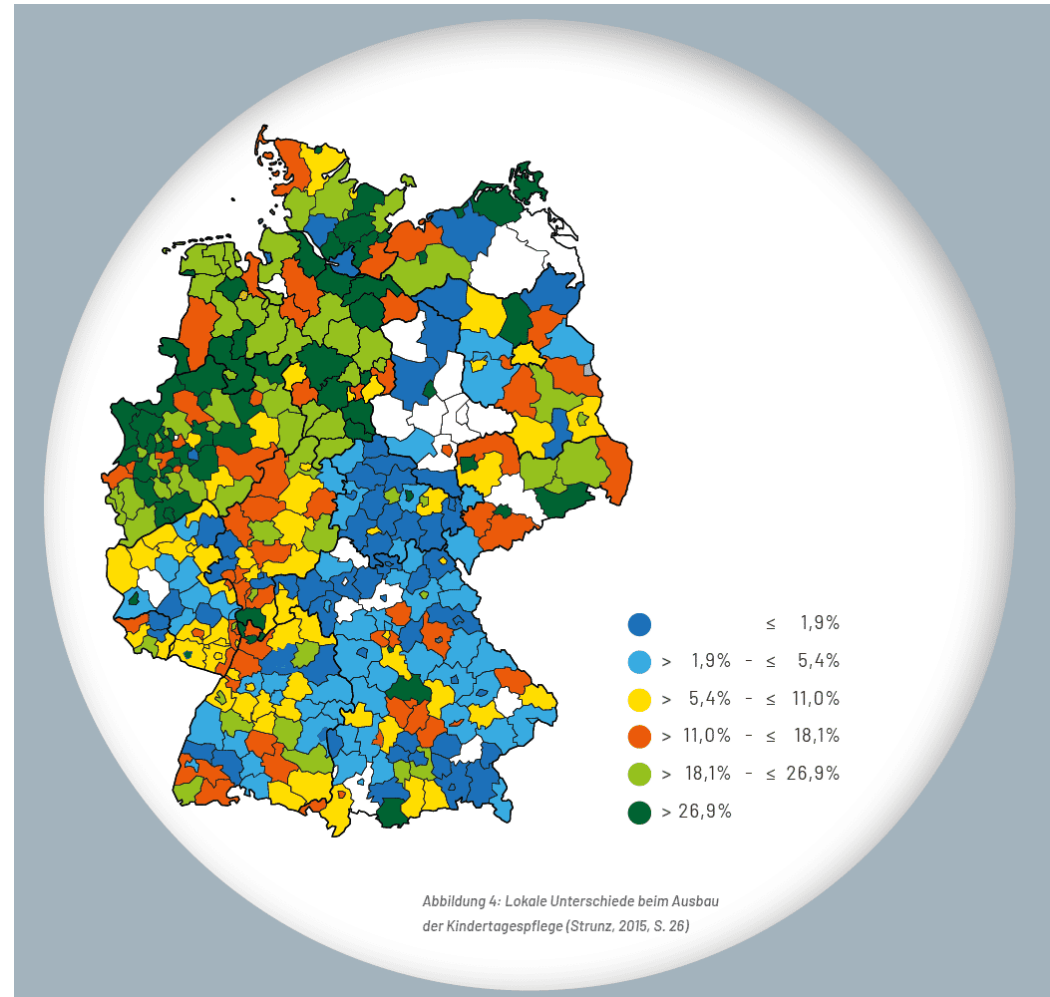 ≤ 1,9%
> 1,9% - ≤ 5,4%
> 5,4% - ≤ 11,0%
> 11,0% - ≤ 18,1%
> 18,1% - ≤ 26,9%
> 26,9%
Abbildung 4: Lokale Unterschiede beim Ausbau
der Kindertagespflege (Strunz, 2015, S. 26)